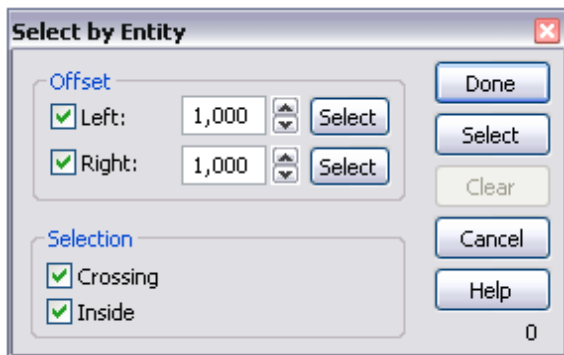 Select by Entity
Offset
Left: 1,000 Select
Right: 1,000 Select
Selection
Crossing
Inside
Done
Select
Clear
Cancel
Help
0